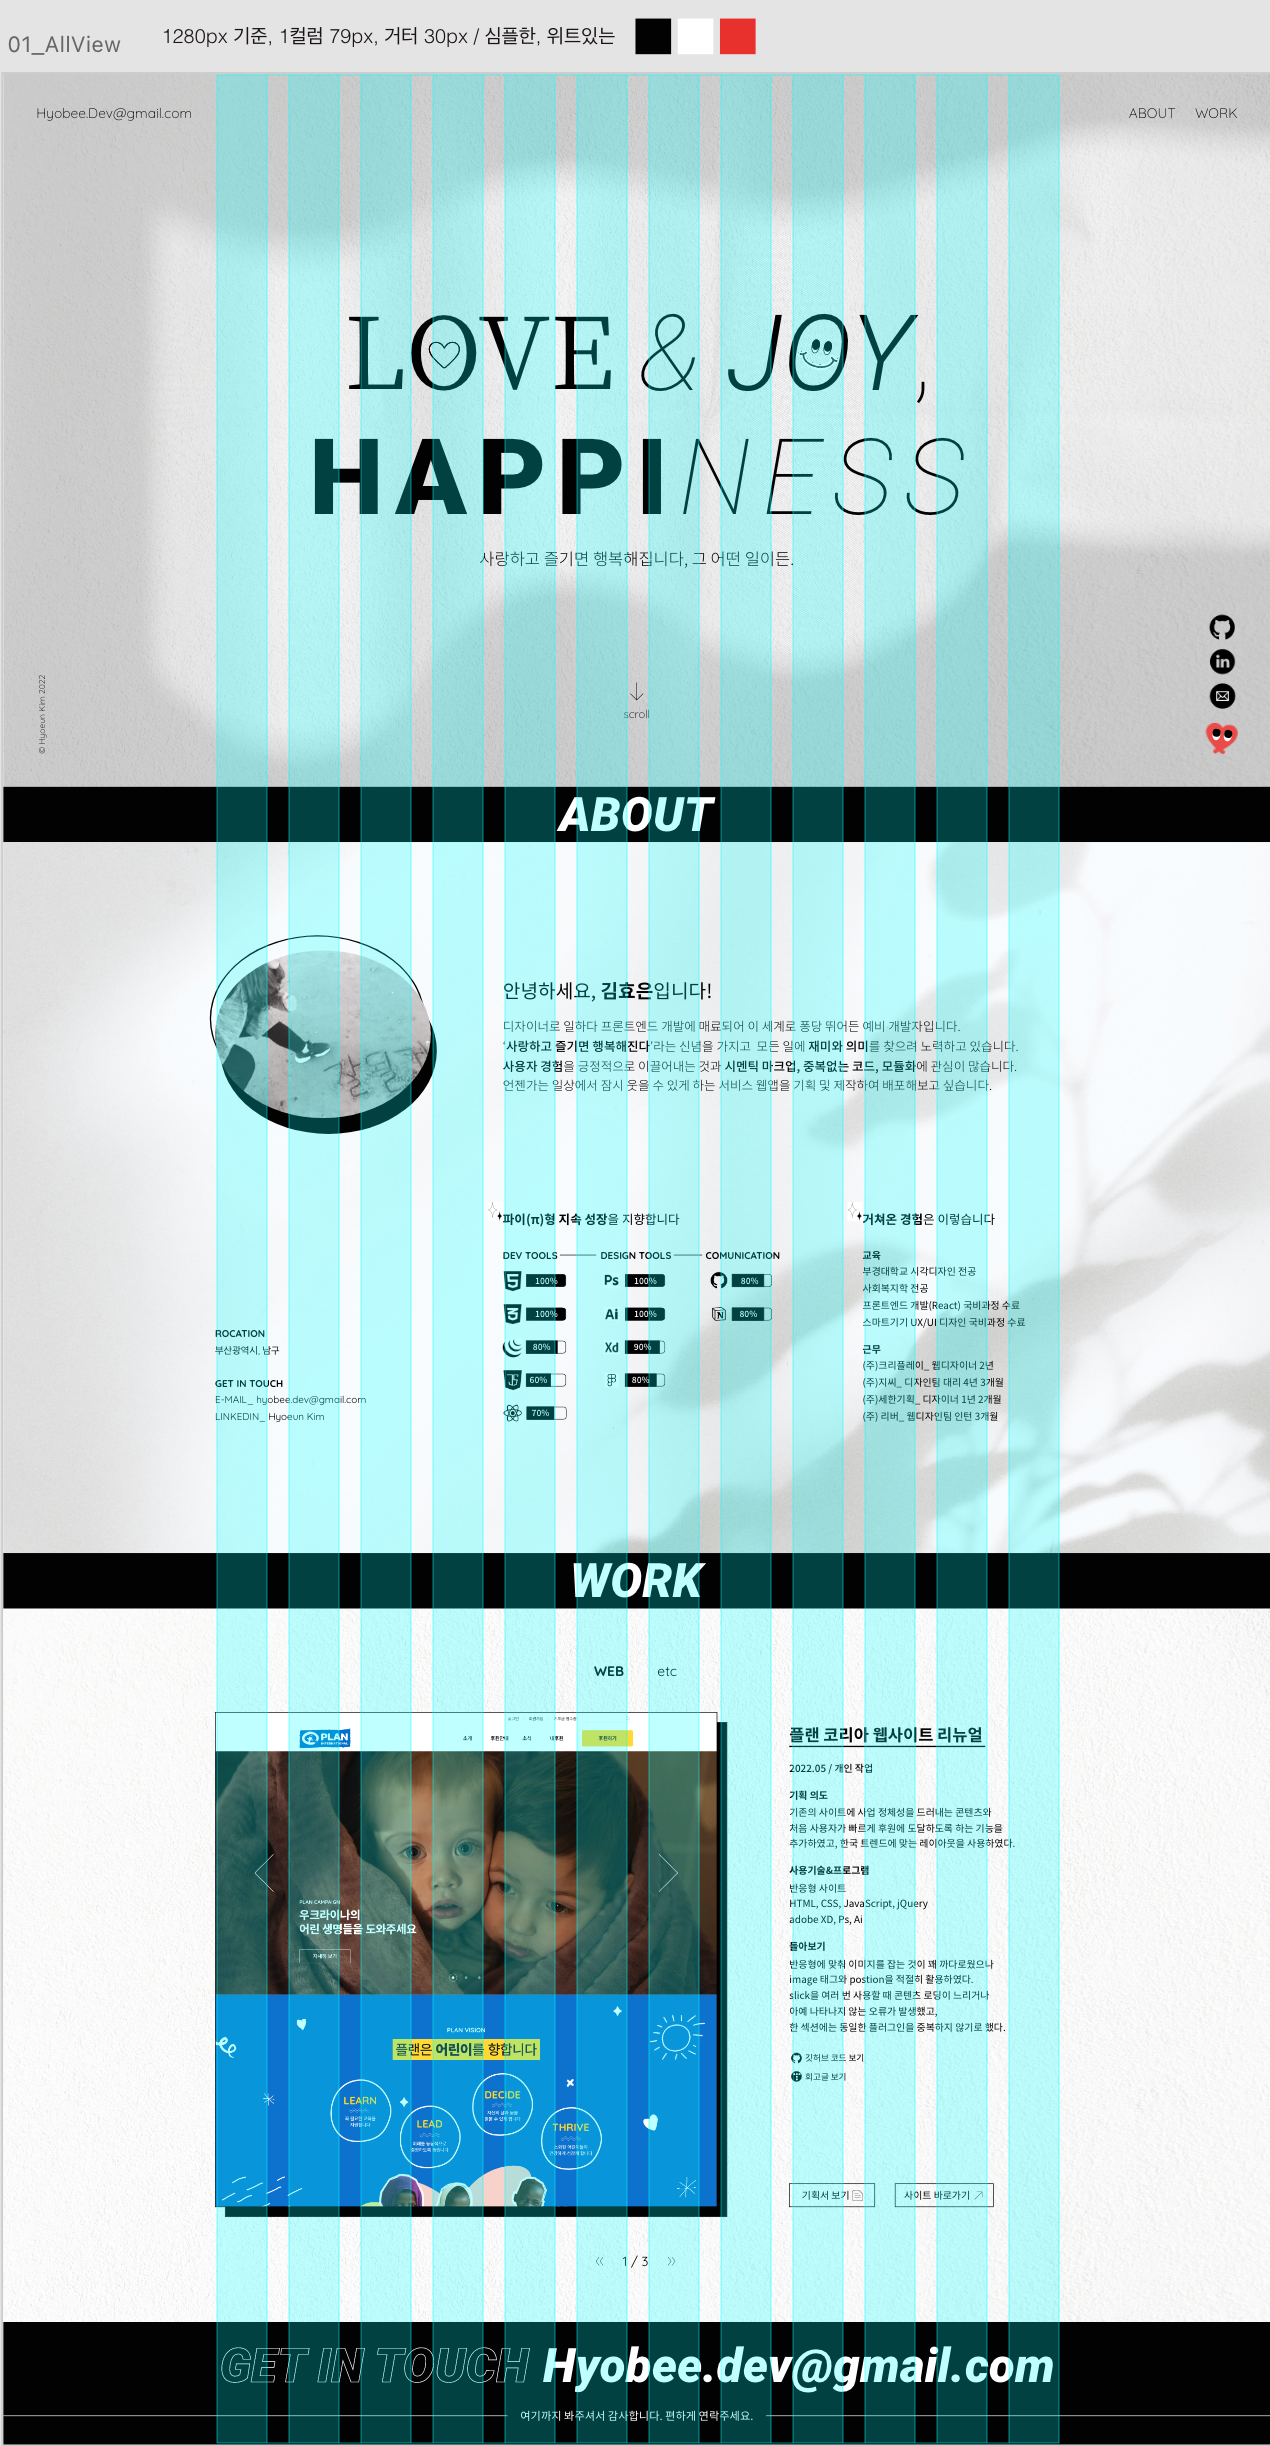 01_AllView
1280px 기준, 1컬럼 79px, 거터 30px / 심플한, 위트있는
Hyobee.Dev@gmail.com
ABOUT WORK
LOVE & JOY,
HAPPINESS
사랑하고 즐기면 행복해집니다, 그 어떤 일이든.
© Hyoeun Kim 2022
scroll
ABOUT
안녕하세요, 김효은입니다!
디자이너로 일하다 프론트엔드 개발에 매료되어 이 세계로 퐁당 뛰어든 예비 개발자입니다.
'사랑하고 즐기면 행복해진다'라는 신념을 가지고 모든 일에 재미와 의미를 찾으려 노력하고 있습니다.
사용자 경험을 긍정적으로 이끌어내는 것과 시멘틱 마크업, 중복없는 코드, 모듈화에 관심이 많습니다.
언젠가는 일상에서 잠시 웃을 수 있게 하는 서비스 웹앱을 기획 및 제작하여 배포해보고 싶습니다.
ROCATION
부산광역시, 남구
GET IN TOUCH
E-MAIL_ hyobee.dev@gmail.com
LINKEDIN_ Hyoeun Kim
파이(π)형 지속 성장을 지향합니다
DEV TOOLS DESIGN TOOLS COMUNICATION
100% Ps 100% 80%
100% Ai 100% 80%
80% Xd 90%
60% 80%
70%
거쳐온 경험은 이렇습니다
교육
부경대학교 시각디자인 전공
사회복지학 전공
프론트엔드 개발(React) 국비과정 수료
스마트기기 UX/UI 디자인 국비과정 수료
근무
(주)크리플레이_ 웹디자이너 2년
(주)지씨_ 디자인팀 대리 4년 3개월
(주)세한기획_ 디자이너 1년 2개월
(주) 리버_ 웹디자인팀 인턴 3개월
WORK
WEB etc
PLAN
INTERNATIONAL
소개 후원안내 소식 내후원 후원하기
PLAN CAMPAIGN
우크라이나의
어린 생명들을 도와주세요
자세히 보기
PLAN VISION
플랜은 어린이를 향합니다
LEARN
LEAD
DECIDE
THRIVE
플랜 코리아 웹사이트 리뉴얼
2022.05 / 개인 작업
기획 의도
기존의 사이트에 사업 정체성을 드러내는 콘텐츠와
처음 사용자가 빠르게 후원에 도달하도록 하는 기능을
추가하였고, 한국 트렌드에 맞는 레이아웃을 사용하였다.
사용기술&프로그램
반응형 사이트
HTML, CSS, JavaScript, jQuery
adobe XD, Ps, Ai
돌아보기
반응형에 맞춰 이미지를 잡는 것이 꽤 까다로웠으나
image 태그와 postion을 적절히 활용하였다.
slick을 여러 번 사용할 때 콘텐츠 로딩이 느리거나
아예 나타나지 않는 오류가 발생했고,
한 섹션에는 동일한 플러그인을 중복하지 않기로 했다.
깃허브 코드 보기
회고글 보기
기획서 보기 사이트 바로가기
1 / 3
GET IN TOUCH Hyobee.dev@gmail.com
여기까지 봐주셔서 감사합니다. 편하게 연락주세요.